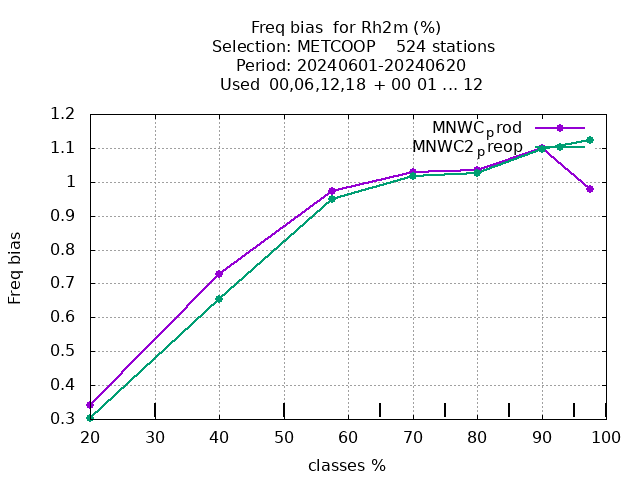 Freq bias  for Rh2m (%)
Selection: METCOOP    524 stations
Period: 20240601-20240620
Used  00,06,12,18  + 00 01 ... 12
MNWCprod
MNWC2preop
1.2
1.1
1
0.9
0.8
0.7
0.6
0.5
0.4
0.3
Freq bias
20 30 40 50 60 70 80 90 100
classes %